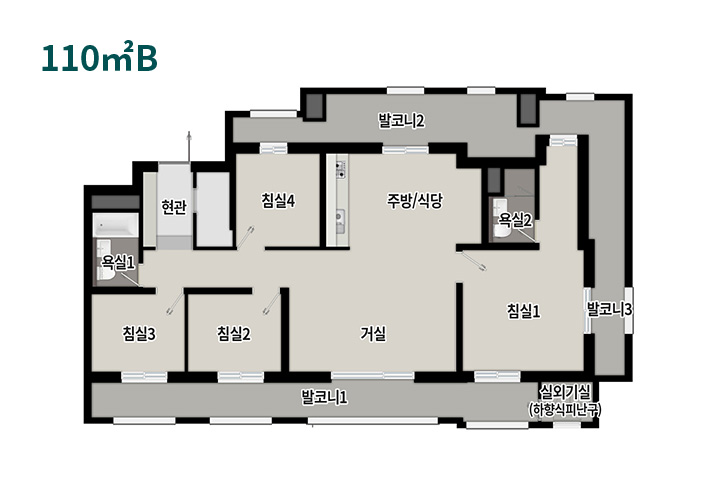 110㎡B
발코니2
현관
침실4
주방/식당
욕실2
욕실1
침실3
침실2
거실
침실1
발코니3
발코니1
실외기실
(하향식피난구)